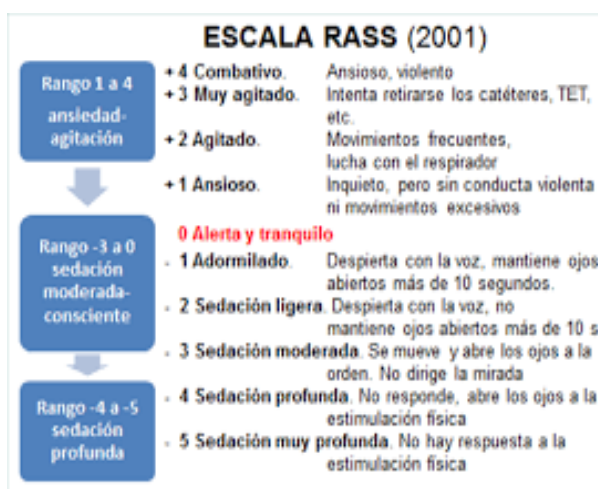 ESCALA RASS (2001)
Rango 1 a 4
ansiedad-
agitación
+ 4 Combativo. Ansioso, violento
+ 3 Muy agitado. Intenta retirarse los catéteres, TET,
etc.
+ 2 Agitado. Movimientos frecuentes,
lucha con el respirador
+ 1 Ansioso. Inquieto, pero sin conducta violenta
ni movimientos excesivos
Rango -3 a 0
sedación
moderada-
consciente
0 Alerta y tranquilo
- 1 Adormilado. Despierta con la voz, mantiene ojos
abiertos más de 10 segundos.
- 2 Sedación ligera. Despierta con la voz, no
mantiene ojos abiertos más de 10 s
- 3 Sedación moderada. Se mueve y abre los ojos a la
orden. No dirige la mirada
Rango -4 a -5
sedación
profunda
- 4 Sedación profunda. No responde, abre los ojos a la
estimulación física
- 5 Sedación muy profunda. No hay respuesta a la
estimulación física